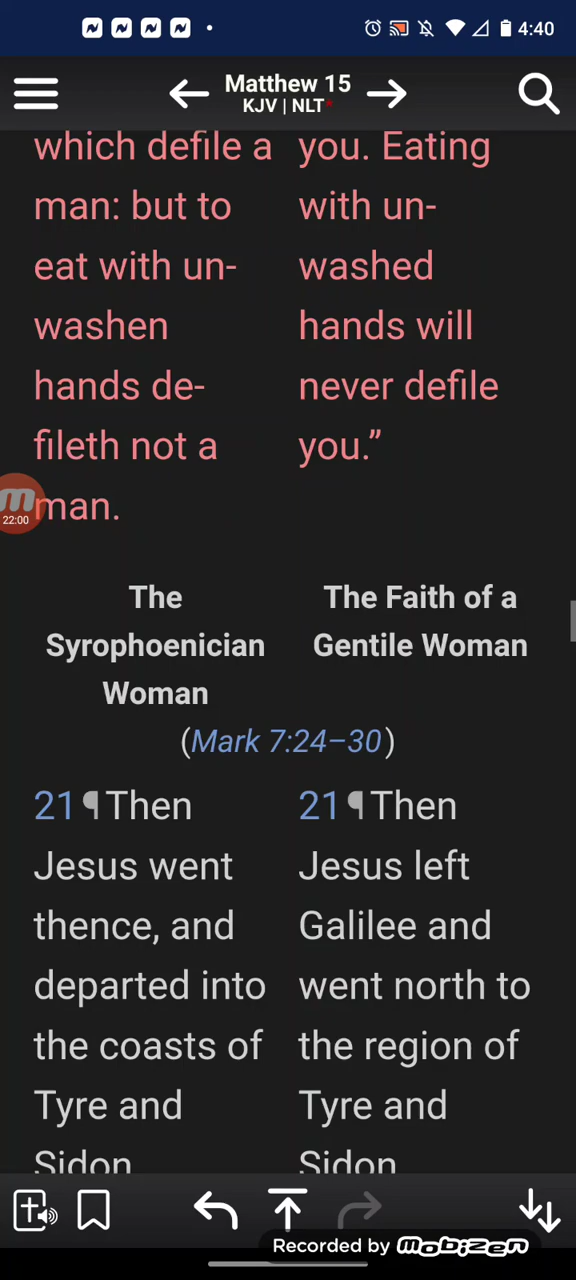 4:40
Matthew 15
KJV | NLT*
which defile a
man: but to
eat with un-
washen
hands de-
fileth not a
man.
you. Eating
with un-
washed
hands will
never defile
you.”
22:00
The
Syrophoenician
Woman
The Faith of a
Gentile Woman
(Mark 7:24–30)
21 ¶Then
Jesus went
thence, and
departed into
the coasts of
Tyre and
Sidon
21 ¶Then
Jesus left
Galilee and
went north to
the region of
Tyre and
Sidon
Recorded by mobizen